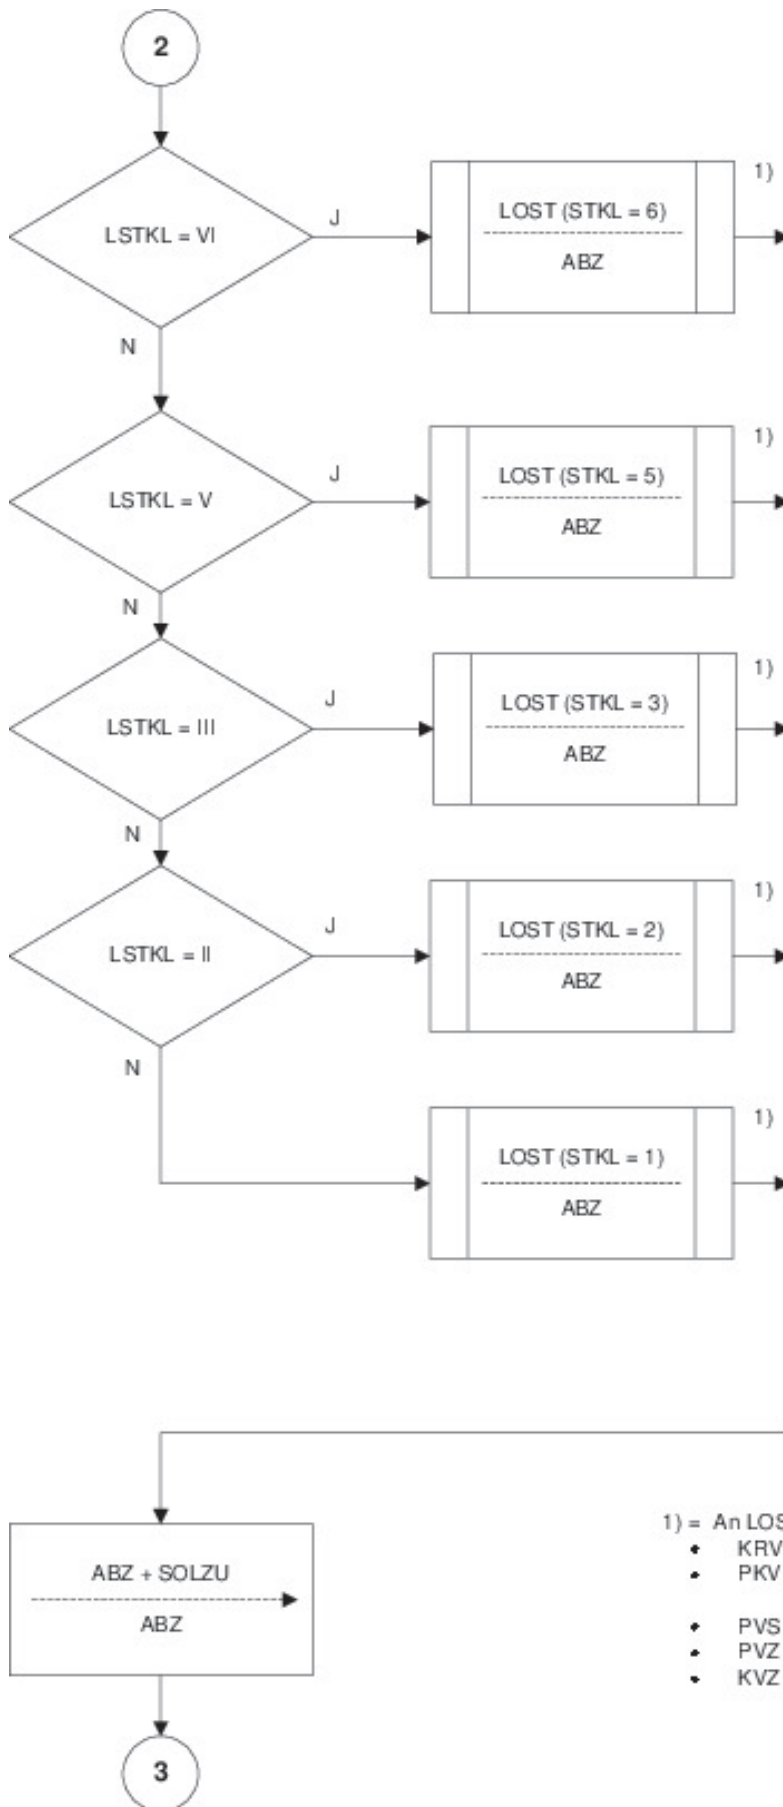 2
LSTKL = VI
J
LOST (STKL = 6)
ABZ
1)
N
LSTKL = V
J
LOST (STKL = 5)
ABZ
1)
N
LSTKL = III
J
LOST (STKL = 3)
ABZ
1)
N
LSTKL = II
J
LOST (STKL = 2)
ABZ
1)
N
LOST (STKL = 1)
ABZ
1)
ABZ + SOLZU
ABZ
1) = An LOS
• KRV
• PKV
• PVS
• PVZ
• KVZ
3